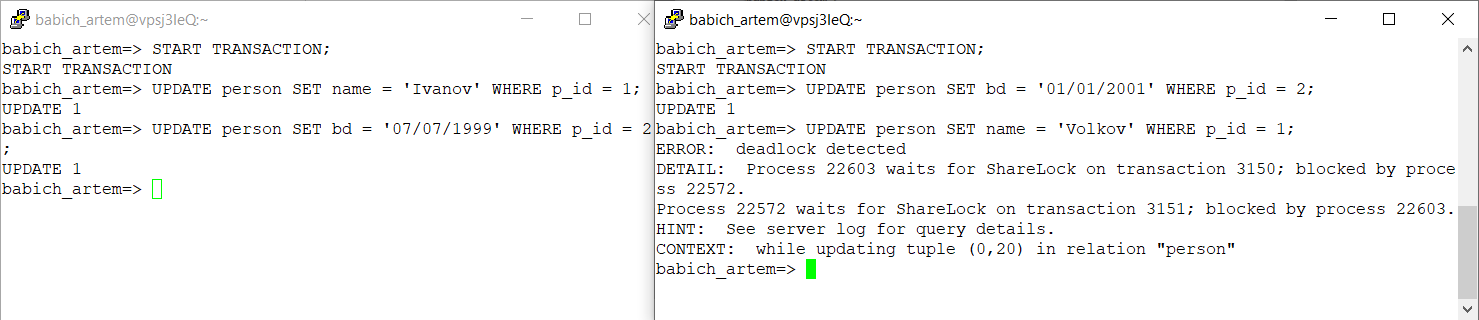 babich_artem@vpsj3IeQ:~
babich_artem=> START TRANSACTION;
START TRANSACTION
babich_artem=> UPDATE person SET name = 'Ivanov' WHERE p_id = 1;
UPDATE 1
babich_artem=> UPDATE person SET bd = '07/07/1999' WHERE p_id = 2
;
UPDATE 1
babich_artem=>
babich_artem@vpsj3IeQ:~
babich_artem=> START TRANSACTION;
START TRANSACTION
babich_artem=> UPDATE person SET bd = '01/01/2001' WHERE p_id = 2;
UPDATE 1
babich_artem=> UPDATE person SET name = 'Volkov' WHERE p_id = 1;
ERROR:  deadlock detected
DETAIL:  Process 22603 waits for ShareLock on transaction 3150; blocked by proce
ss 22572.
Process 22572 waits for ShareLock on transaction 3151; blocked by process 22603.
HINT:  See server log for query details.
CONTEXT:  while updating tuple (0,20) in relation "person"
babich_artem=>